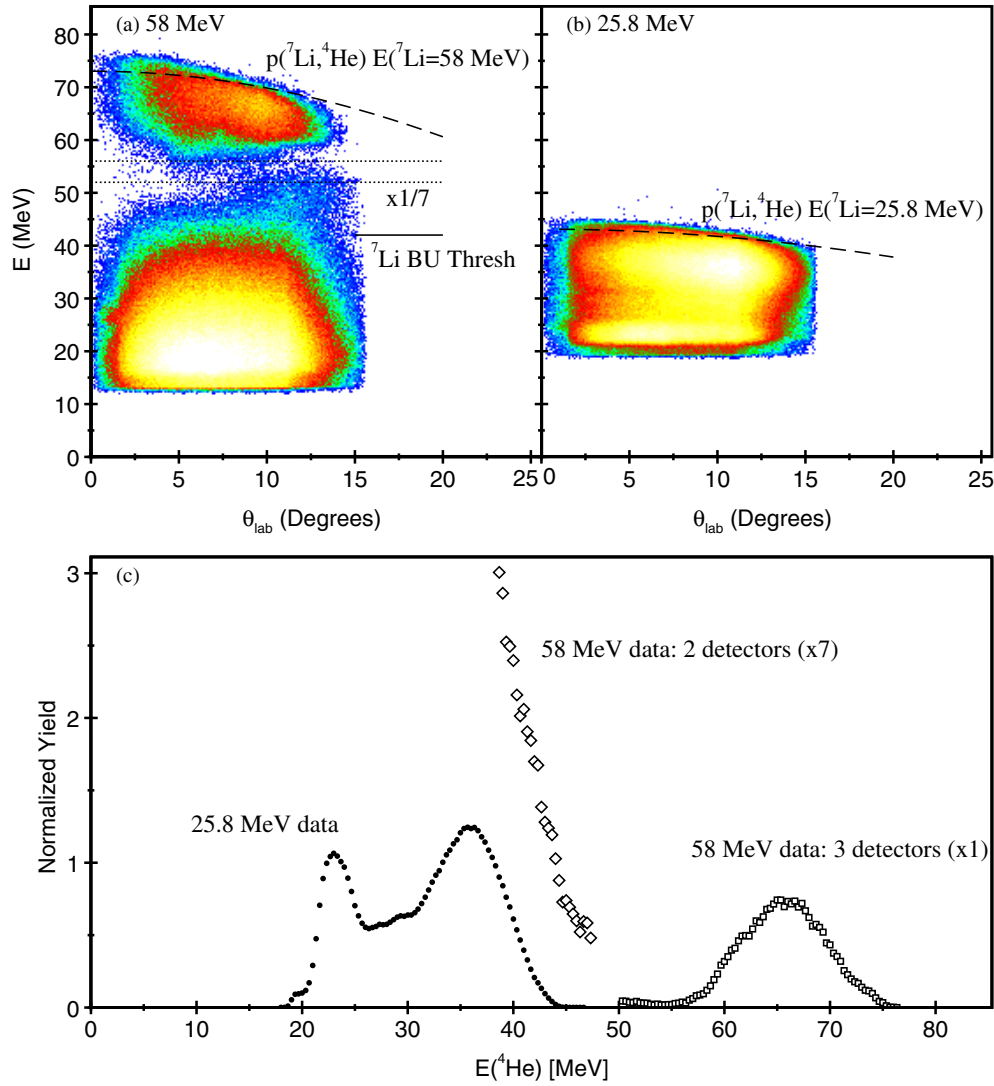 (a) 58 MeV
p(⁷Li,⁴He) E(⁷Li=58 MeV)
x1/7
⁷Li BU Thresh
E (MeV)
80
70
60
50
40
30
20
10
0
0 5 10 15 20 25
θlab (Degrees)
(b) 25.8 MeV
p(⁷Li,⁴He) E(⁷Li=25.8 MeV)
0 5 10 15 20 25
θlab (Degrees)
(c)
58 MeV data: 2 detectors (x7)
25.8 MeV data
58 MeV data: 3 detectors (x1)
Normalized Yield
3
2
1
0
0 10 20 30 40 50 60 70 80
E(⁴He) [MeV]